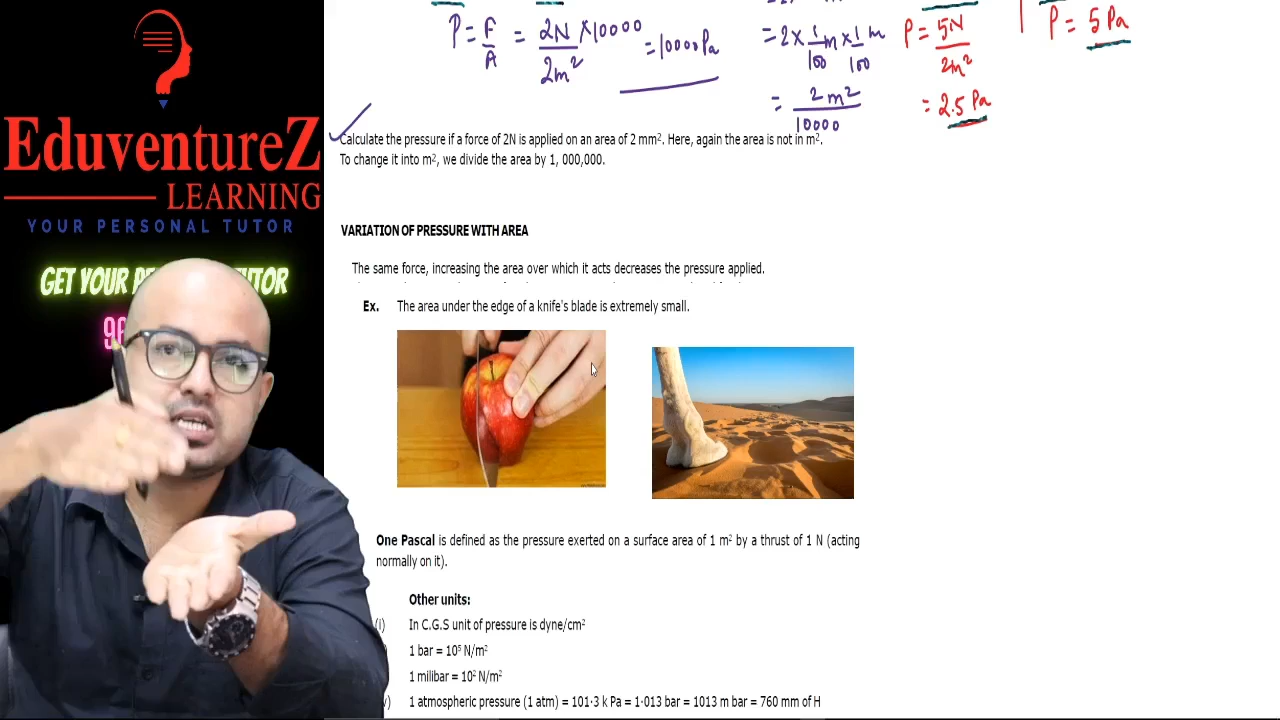 EduventureZ
LEARNING
YOUR PERSONAL TUTOR
GET YOUR
P = F/A = 2N/2m² ×10000 = 10000 Pa
= 2 × 1/100 m × 1/100 m
= 2 m²/10000
P = 5N/2m²
= 2.5 Pa
P = 5 Pa
Calculate the pressure if a force of 2N is applied on an area of 2 mm². Here, again the area is not in m².
To change it into m², we divide the area by 1, 000,000.
VARIATION OF PRESSURE WITH AREA
The same force, increasing the area over which it acts decreases the pressure applied.
Ex. The area under the edge of a knife's blade is extremely small.
One Pascal is defined as the pressure exerted on a surface area of 1 m² by a thrust of 1 N (acting
normally on it).
Other units:
(i) In C.G.S unit of pressure is dyne/cm²
1 bar = 10⁵ N/m²
1 milibar = 10² N/m²
1 atmospheric pressure (1 atm) = 101·3 k Pa = 1·013 bar = 1013 m bar = 760 mm of H